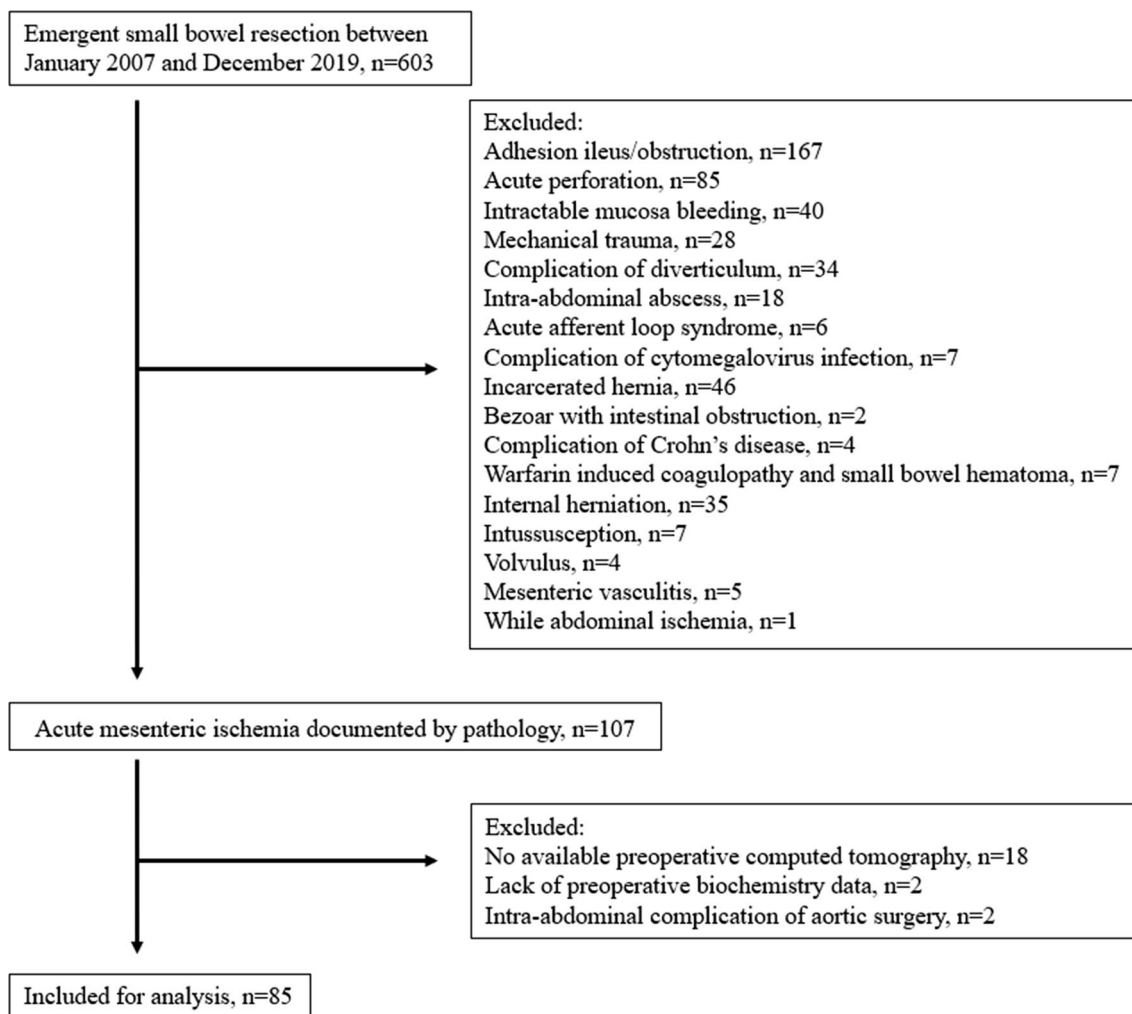 Emergent small bowel resection between
January 2007 and December 2019, n=603
Excluded:
Adhesion ileus/obstruction, n=167
Acute perforation, n=85
Intractable mucosa bleeding, n=40
Mechanical trauma, n=28
Complication of diverticulum, n=34
Intra-abdominal abscess, n=18
Acute afferent loop syndrome, n=6
Complication of cytomegalovirus infection, n=7
Incarcerated hernia, n=46
Bezoar with intestinal obstruction, n=2
Complication of Crohn’s disease, n=4
Warfarin induced coagulopathy and small bowel hematoma, n=7
Internal herniation, n=35
Intussusception, n=7
Volvulus, n=4
Mesenteric vasculitis, n=5
While abdominal ischemia, n=1
Acute mesenteric ischemia documented by pathology, n=107
Excluded:
No available preoperative computed tomography, n=18
Lack of preoperative biochemistry data, n=2
Intra-abdominal complication of aortic surgery, n=2
Included for analysis, n=85